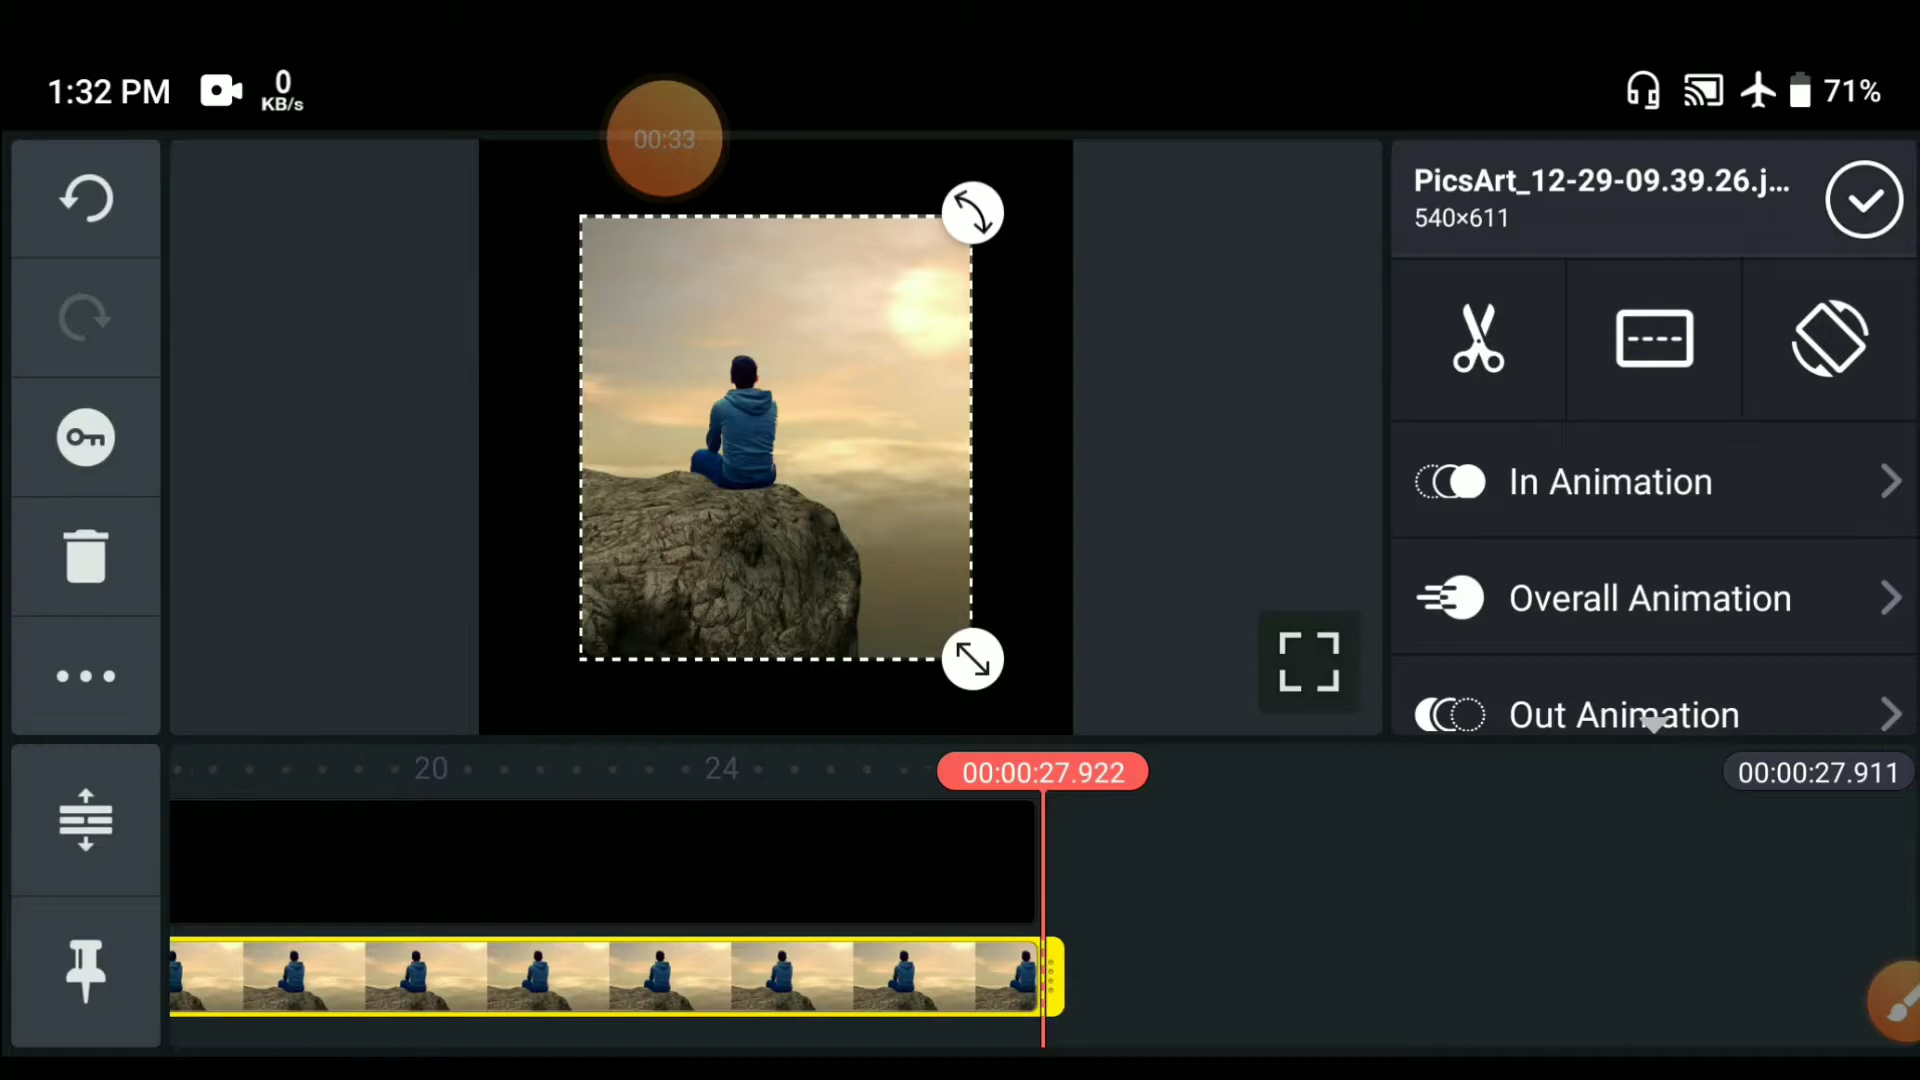 1:32 PM
0
KB/s
71%
00:33
PicsArt_12-29-09.39.26.j...
540×611
In Animation
Overall Animation
Out Animation
20
24
00:00:27.922
00:00:27.911